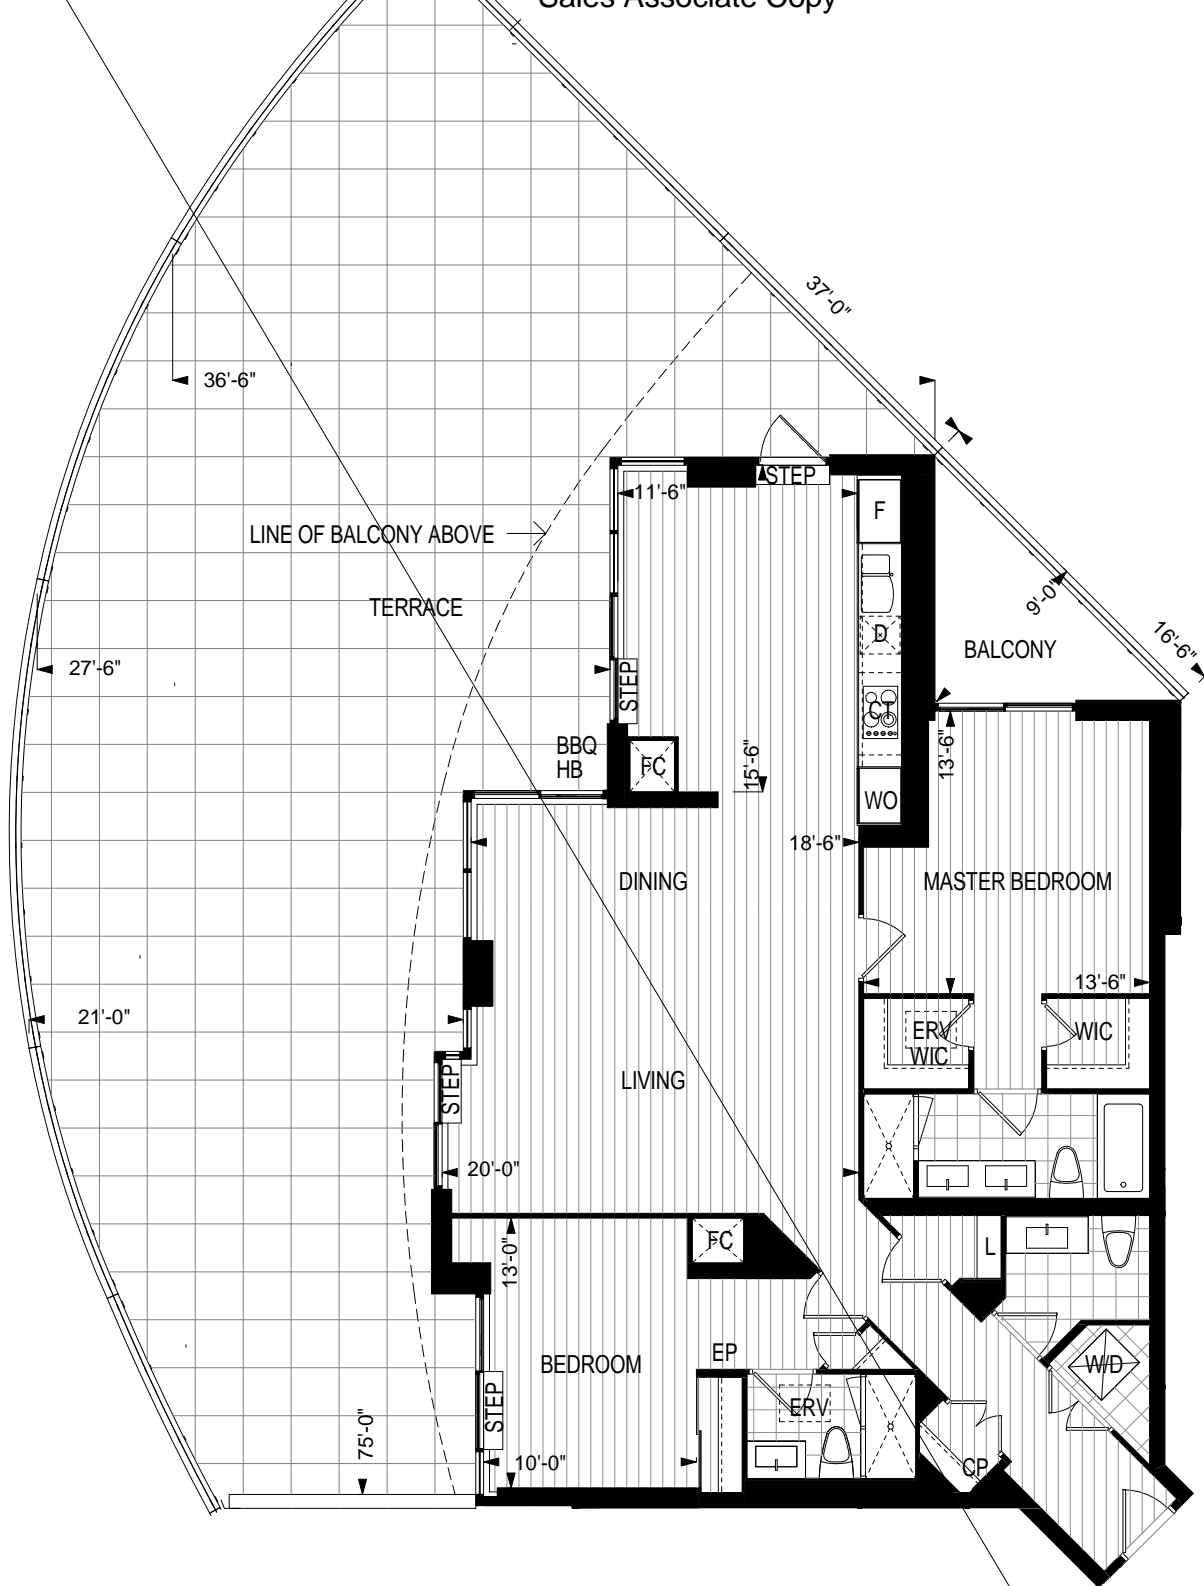 Sales Associate Copy
37'-0"
36'-6"
11'-6"
STEP
F
LINE OF BALCONY ABOVE
TERRACE
9'-0"
D
16'-6"
BALCONY
27'-6"
STEP
CT
BBQ
HB
FC
15'-6"
13'-6"
WO
18'-6"
DINING
MASTER BEDROOM
13'-6"
21'-0"
ERV
WIC
WIC
LIVING
STEP
20'-0"
FC
L
13'-0"
EP
BEDROOM
W/D
STEP
ERV
75'-0"
10'-0"
CP